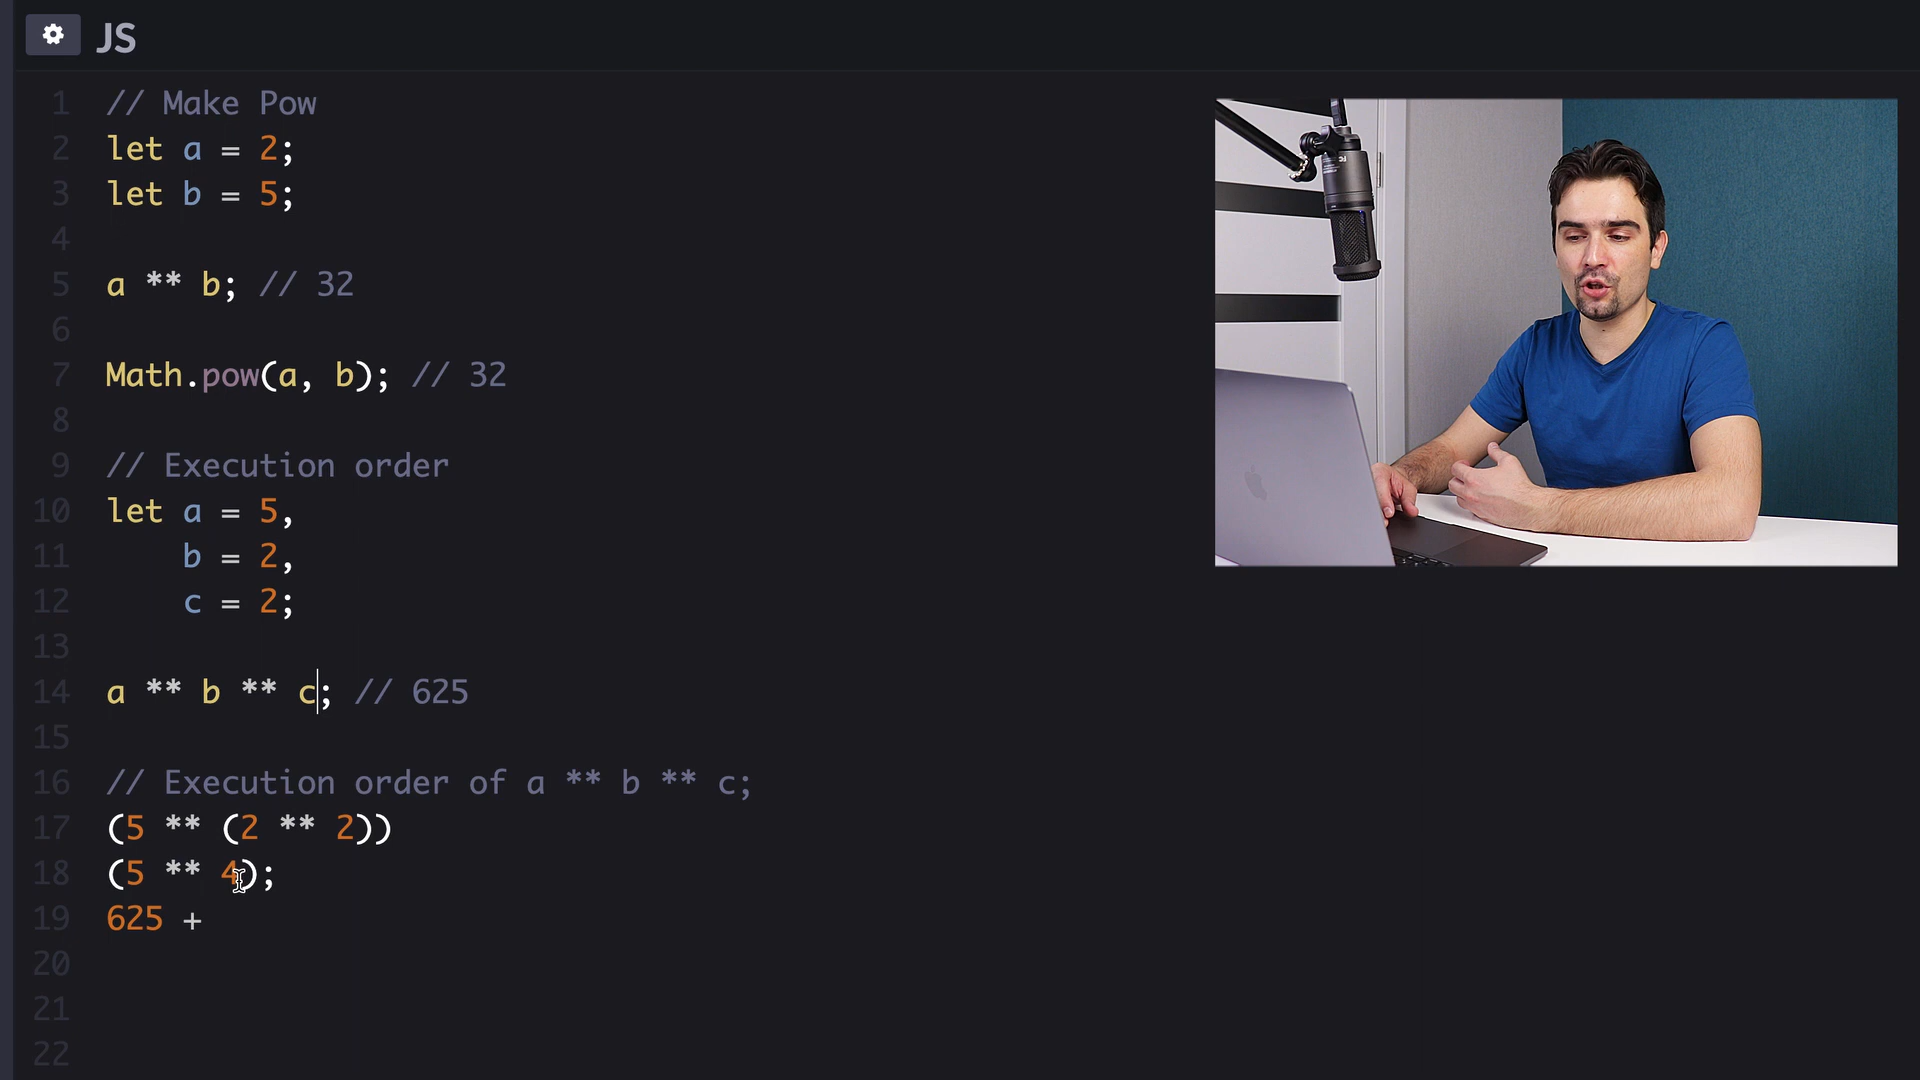 JS
1 // Make Pow
2 let a = 2;
3 let b = 5;
4
5 a ** b; // 32
6
7 Math.pow(a, b); // 32
8
9 // Execution order
10 let a = 5,
11     b = 2,
12     c = 2;
13
14 a ** b ** c; // 625
15
16 // Execution order of a ** b ** c;
17 (5 ** (2 ** 2))
18 (5 ** 4);
19 625 +
20
21
22